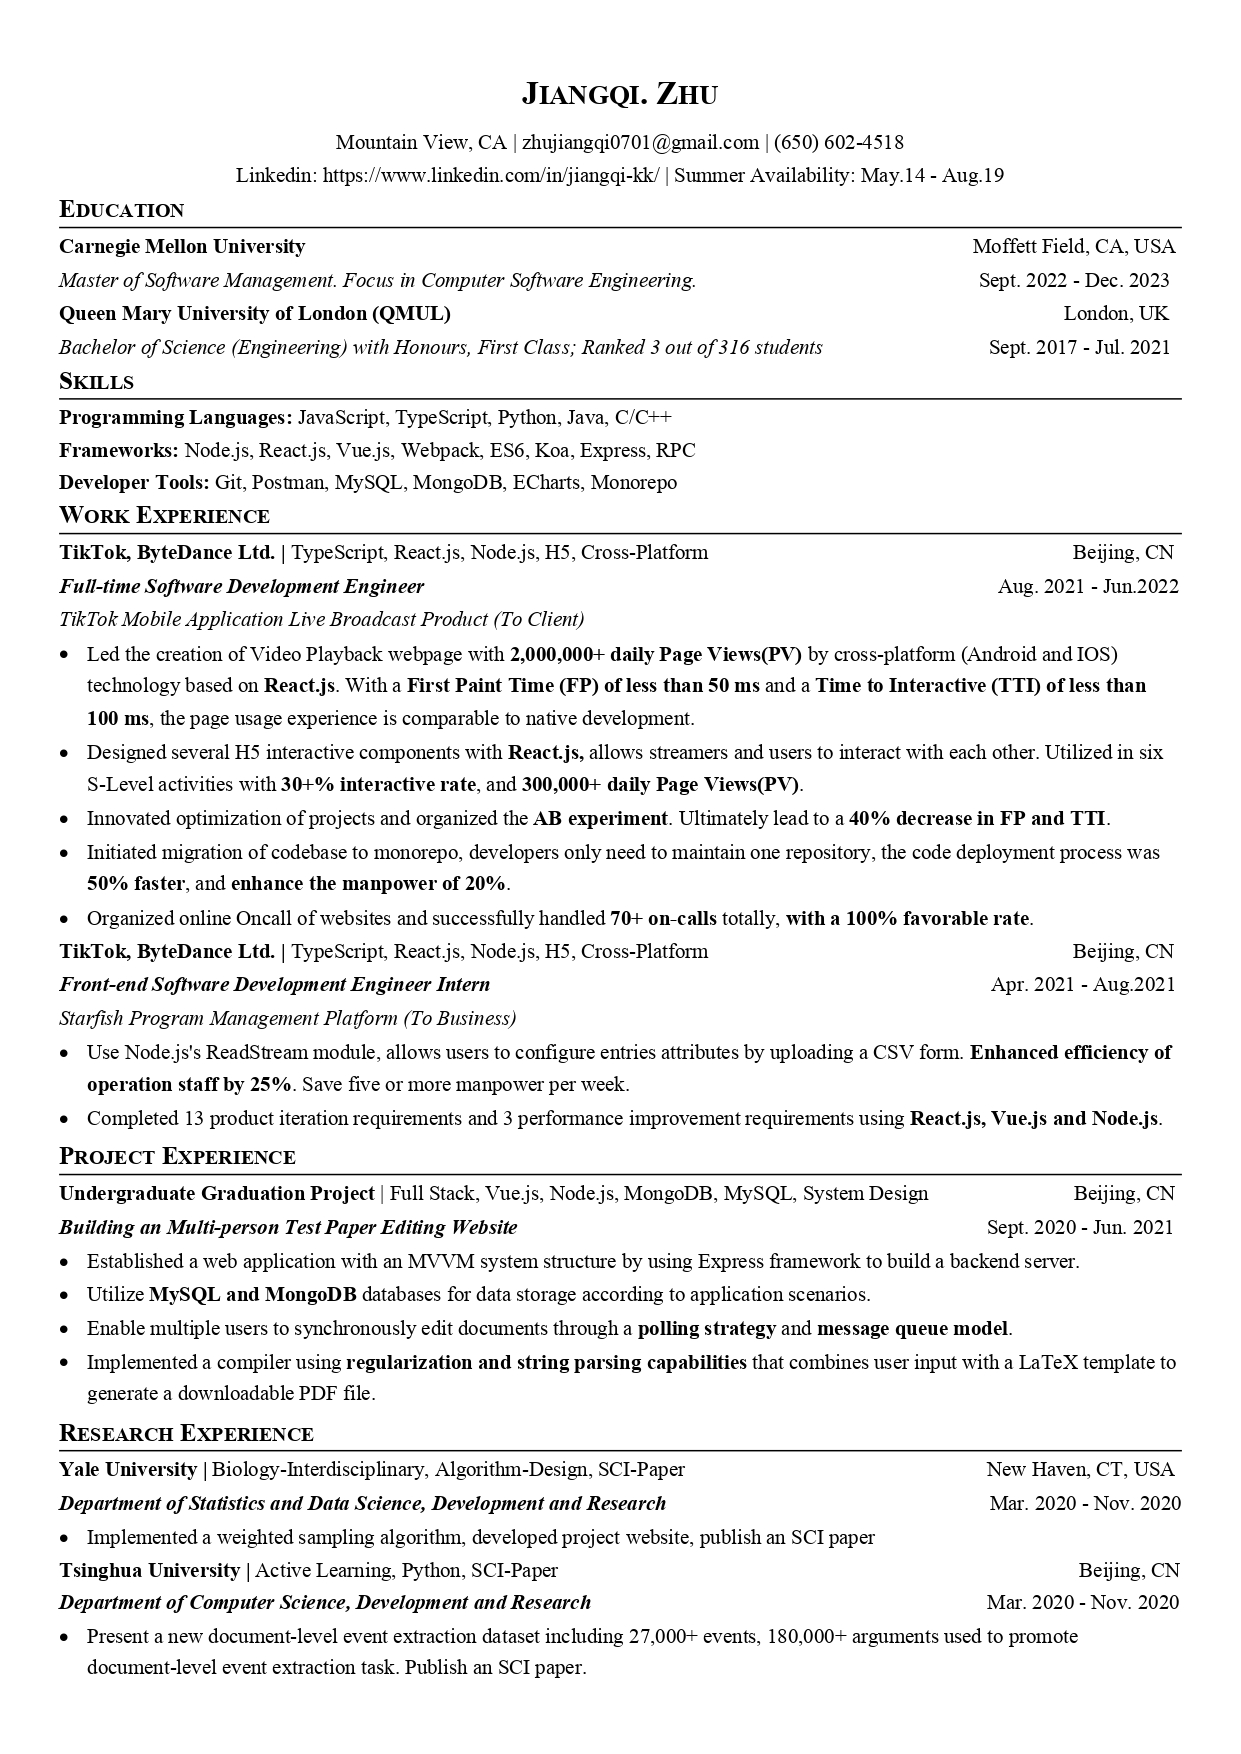 JIANGQI. ZHU
Mountain View, CA | zhujiangqi0701@gmail.com | (650) 602-4518
Linkedin: https://www.linkedin.com/in/jiangqi-kk/ | Summer Availability: May.14 - Aug.19
EDUCATION
Carnegie Mellon University Moffett Field, CA, USA
Master of Software Management. Focus in Computer Software Engineering. Sept. 2022 - Dec. 2023
Queen Mary University of London (QMUL) London, UK
Bachelor of Science (Engineering) with Honours, First Class; Ranked 3 out of 316 students Sept. 2017 - Jul. 2021
SKILLS
Programming Languages: JavaScript, TypeScript, Python, Java, C/C++
Frameworks: Node.js, React.js, Vue.js, Webpack, ES6, Koa, Express, RPC
Developer Tools: Git, Postman, MySQL, MongoDB, ECharts, Monorepo
WORK EXPERIENCE
TikTok, ByteDance Ltd. | TypeScript, React.js, Node.js, H5, Cross-Platform Beijing, CN
Full-time Software Development Engineer Aug. 2021 - Jun.2022
TikTok Mobile Application Live Broadcast Product (To Client)
• Led the creation of Video Playback webpage with 2,000,000+ daily Page Views(PV) by cross-platform (Android and IOS)
technology based on React.js. With a First Paint Time (FP) of less than 50 ms and a Time to Interactive (TTI) of less than
100 ms, the page usage experience is comparable to native development.
• Designed several H5 interactive components with React.js, allows streamers and users to interact with each other. Utilized in six
S-Level activities with 30+% interactive rate, and 300,000+ daily Page Views(PV).
• Innovated optimization of projects and organized the AB experiment. Ultimately lead to a 40% decrease in FP and TTI.
• Initiated migration of codebase to monorepo, developers only need to maintain one repository, the code deployment process was
50% faster, and enhance the manpower of 20%.
• Organized online Oncall of websites and successfully handled 70+ on-calls totally, with a 100% favorable rate.
TikTok, ByteDance Ltd. | TypeScript, React.js, Node.js, H5, Cross-Platform Beijing, CN
Front-end Software Development Engineer Intern Apr. 2021 - Aug.2021
Starfish Program Management Platform (To Business)
• Use Node.js's ReadStream module, allows users to configure entries attributes by uploading a CSV form. Enhanced efficiency of
operation staff by 25%. Save five or more manpower per week.
• Completed 13 product iteration requirements and 3 performance improvement requirements using React.js, Vue.js and Node.js.
PROJECT EXPERIENCE
Undergraduate Graduation Project | Full Stack, Vue.js, Node.js, MongoDB, MySQL, System Design Beijing, CN
Building an Multi-person Test Paper Editing Website Sept. 2020 - Jun. 2021
• Established a web application with an MVVM system structure by using Express framework to build a backend server.
• Utilize MySQL and MongoDB databases for data storage according to application scenarios.
• Enable multiple users to synchronously edit documents through a polling strategy and message queue model.
• Implemented a compiler using regularization and string parsing capabilities that combines user input with a LaTeX template to
generate a downloadable PDF file.
RESEARCH EXPERIENCE
Yale University | Biology-Interdisciplinary, Algorithm-Design, SCI-Paper New Haven, CT, USA
Department of Statistics and Data Science, Development and Research Mar. 2020 - Nov. 2020
• Implemented a weighted sampling algorithm, developed project website, publish an SCI paper
Tsinghua University | Active Learning, Python, SCI-Paper Beijing, CN
Department of Computer Science, Development and Research Mar. 2020 - Nov. 2020
• Present a new document-level event extraction dataset including 27,000+ events, 180,000+ arguments used to promote
document-level event extraction task. Publish an SCI paper.